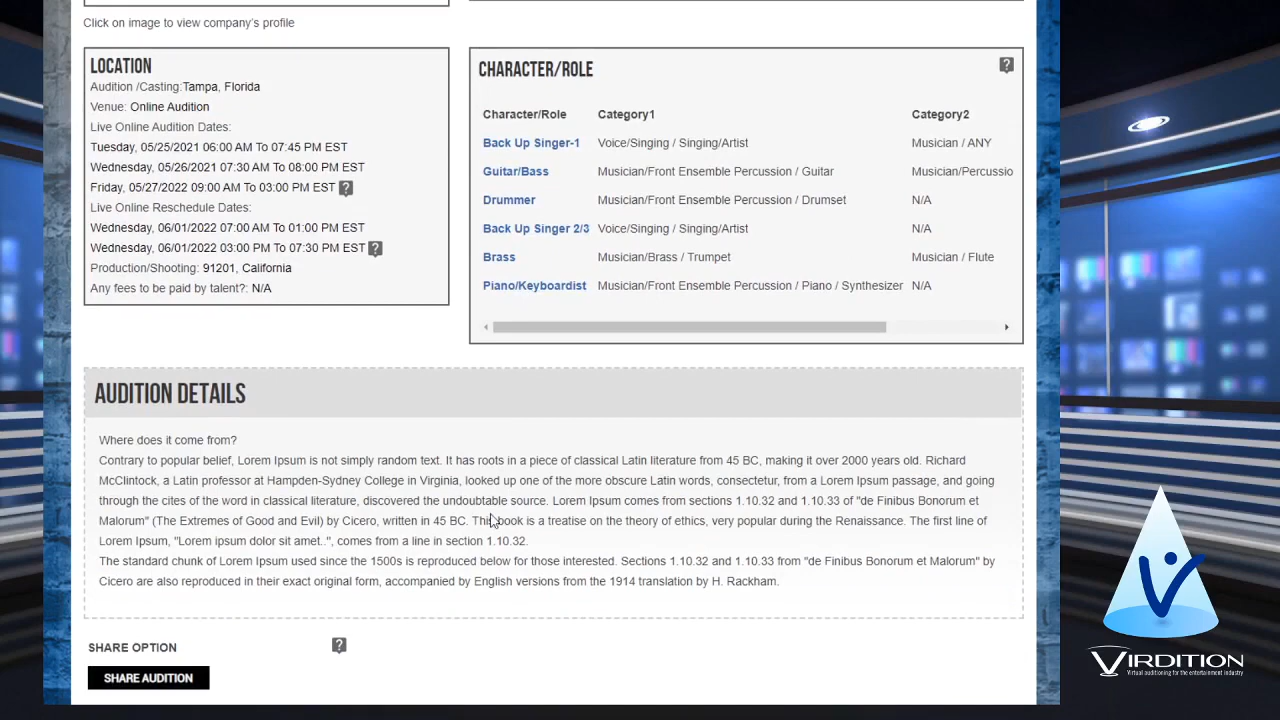 Click on image to view company's profile
LOCATION
Audition /Casting:Tampa, Florida
Venue: Online Audition
Live Online Audition Dates:
Tuesday, 05/25/2021 06:00 AM To 07:45 PM EST
Wednesday, 05/26/2021 07:30 AM To 08:00 PM EST
Friday, 05/27/2022 09:00 AM To 03:00 PM EST ?
Live Online Reschedule Dates:
Wednesday, 06/01/2022 07:00 AM To 01:00 PM EST
Wednesday, 06/01/2022 03:00 PM To 07:30 PM EST ?
Production/Shooting: 91201, California
Any fees to be paid by talent?: N/A
CHARACTER/ROLE ?
Character/Role Category1 Category2
Back Up Singer-1 Voice/Singing / Singing/Artist Musician / ANY
Guitar/Bass Musician/Front Ensemble Percussion / Guitar Musician/Percussio
Drummer Musician/Front Ensemble Percussion / Drumset N/A
Back Up Singer 2/3 Voice/Singing / Singing/Artist N/A
Brass Musician/Brass / Trumpet Musician / Flute
Piano/Keyboardist Musician/Front Ensemble Percussion / Piano / Synthesizer N/A
AUDITION DETAILS
Where does it come from?
Contrary to popular belief, Lorem Ipsum is not simply random text. It has roots in a piece of classical Latin literature from 45 BC, making it over 2000 years old. Richard
McClintock, a Latin professor at Hampden-Sydney College in Virginia, looked up one of the more obscure Latin words, consectetur, from a Lorem Ipsum passage, and going
through the cites of the word in classical literature, discovered the undoubtable source. Lorem Ipsum comes from sections 1.10.32 and 1.10.33 of "de Finibus Bonorum et
Malorum" (The Extremes of Good and Evil) by Cicero, written in 45 BC. This book is a treatise on the theory of ethics, very popular during the Renaissance. The first line of
Lorem Ipsum, "Lorem ipsum dolor sit amet..", comes from a line in section 1.10.32.
The standard chunk of Lorem Ipsum used since the 1500s is reproduced below for those interested. Sections 1.10.32 and 1.10.33 from "de Finibus Bonorum et Malorum" by
Cicero are also reproduced in their exact original form, accompanied by English versions from the 1914 translation by H. Rackham.
SHARE OPTION ?
SHARE AUDITION
VIRDITION
Virtual auditioning for the entertainment industry